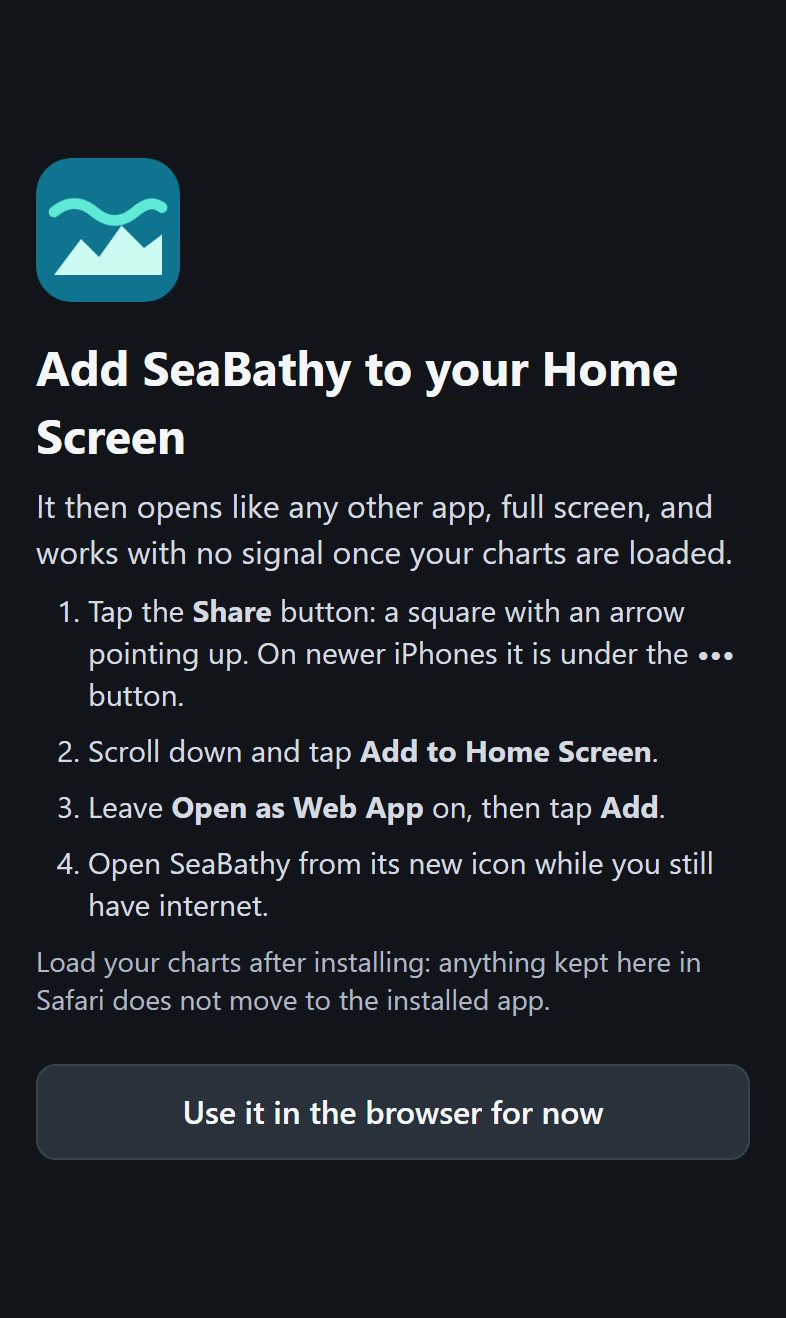 Add SeaBathy to your Home
Screen
It then opens like any other app, full screen, and
works with no signal once your charts are loaded.
1. Tap the Share button: a square with an arrow
pointing up. On newer iPhones it is under the •••
button.
2. Scroll down and tap Add to Home Screen.
3. Leave Open as Web App on, then tap Add.
4. Open SeaBathy from its new icon while you still
have internet.
Load your charts after installing: anything kept here in
Safari does not move to the installed app.
Use it in the browser for now